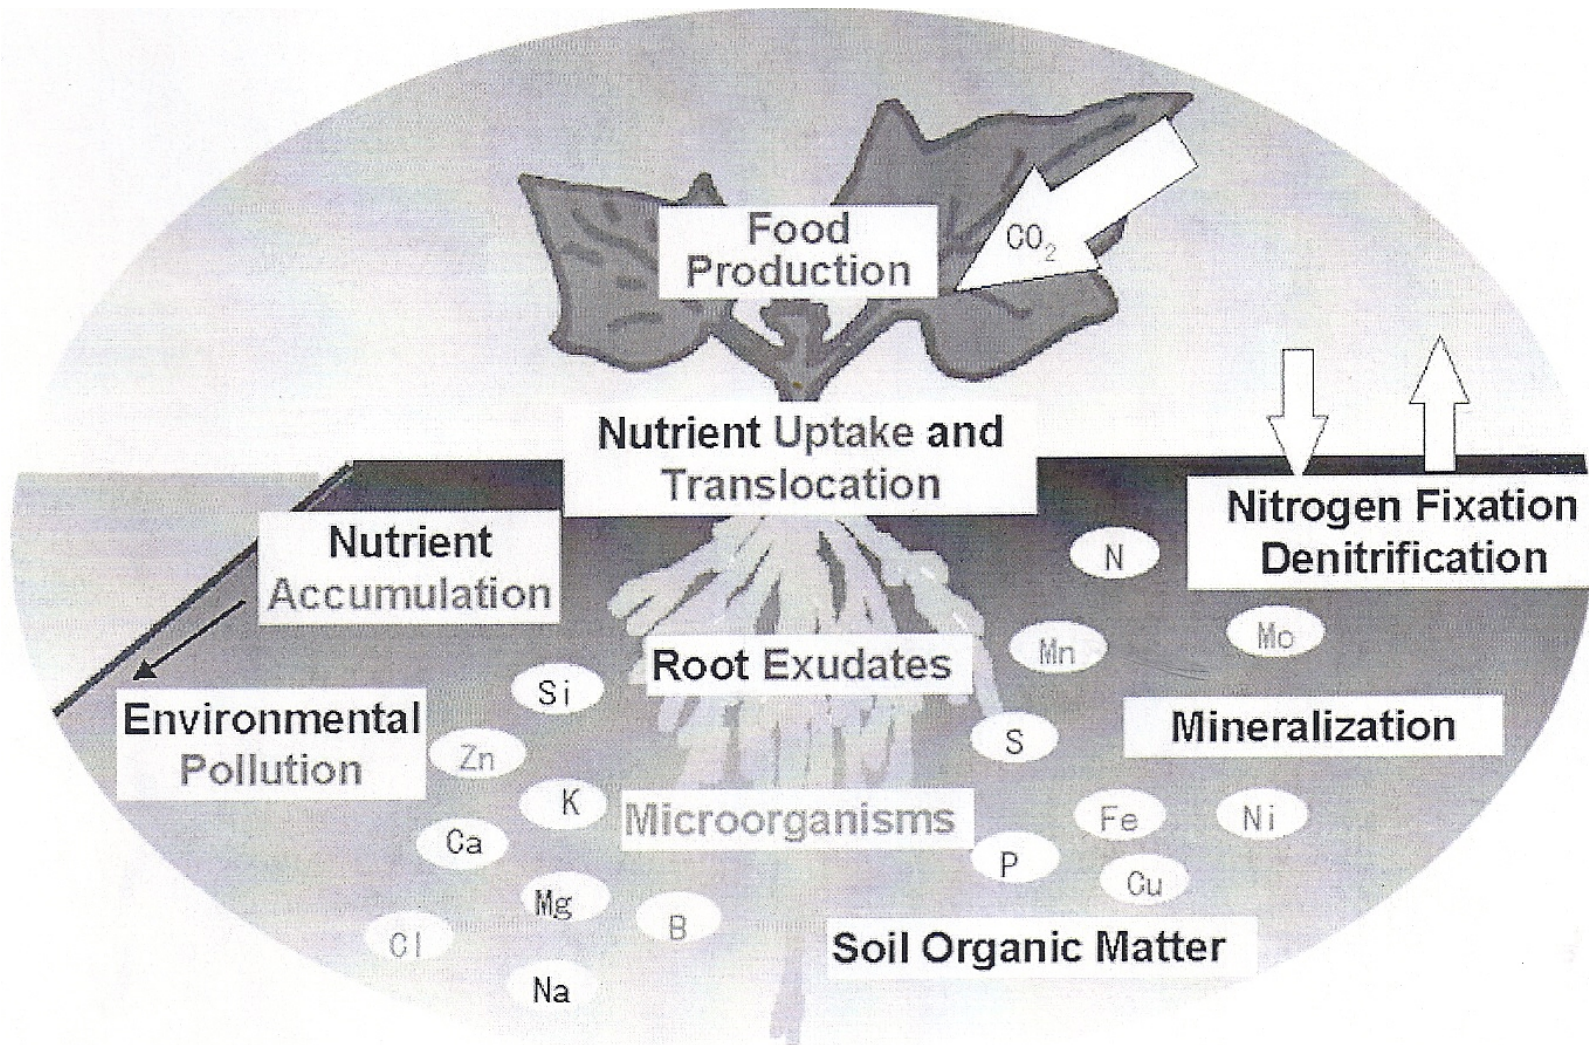 Food
Production
CO₂
Nutrient Uptake and
Translocation
Nitrogen Fixation
Denitrification
Nutrient
Accumulation
N
Mn
Mo
Root Exudates
Si
Environmental
Pollution
Zn
S
Mineralization
K
Microorganisms
Ca
Fe
Ni
P
Cu
Mg
B
Cl
Soil Organic Matter
Na